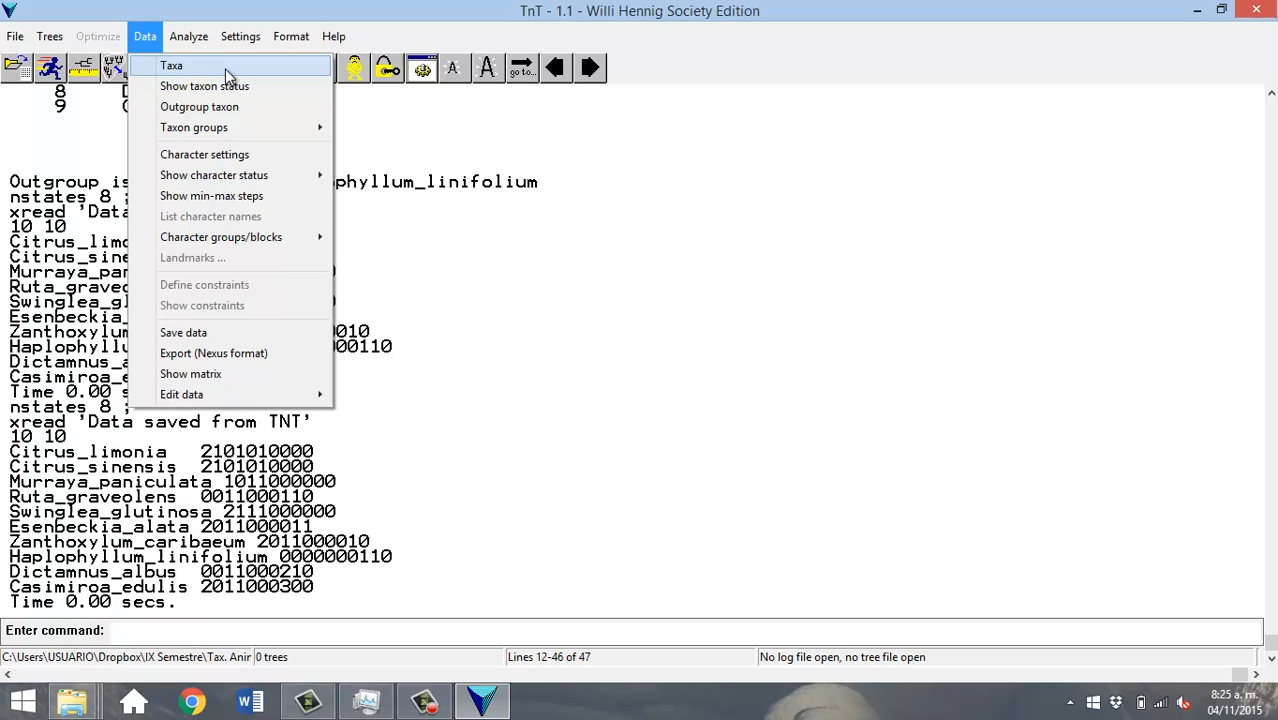 TnT - 1.1 - Willi Hennig Society Edition
File Trees Optimize Data Analyze Settings Format Help
go to...
Taxa
Show taxon status
Outgroup taxon
Taxon groups
Character settings
Show character status
Show min-max steps
List character names
Character groups/blocks
Landmarks ...
Define constraints
Show constraints
Save data
Export (Nexus format)
Show matrix
Edit data
8
9
Outgroup is phyllum_linifolium
nstates 8 ;
xread 'Data
10 10
Citrus_limo
Citrus_sine
Murraya_pan 0
Ruta_graveo
Swinglea_gl 0
Esenbeckia_
Zanthoxylum 010
Haplophyllu 00110
Dictamnus_a
Casimiroa_e
Time 0.00 se
nstates 8 ;
xread 'Data saved from TNT'
10 10
Citrus_limonia 2101010000
Citrus_sinensis 2101010000
Murraya_paniculata 1011000000
Ruta_graveolens 0011000110
Swinglea_glutinosa 2111000000
Esenbeckia_alata 2011000011
Zanthoxylum_caribaeum 2011000010
Haplophyllum_linifolium 0000000110
Dictamnus_albus 0011000210
Casimiroa_edulis 2011000300
Time 0.00 secs.
Enter command:
C:\Users\USUARIO\Dropbox\IX Semestre\Tax. Anir 0 trees Lines 12-46 of 47 No log file open, no tree file open
8:25 a. m.
04/11/2015